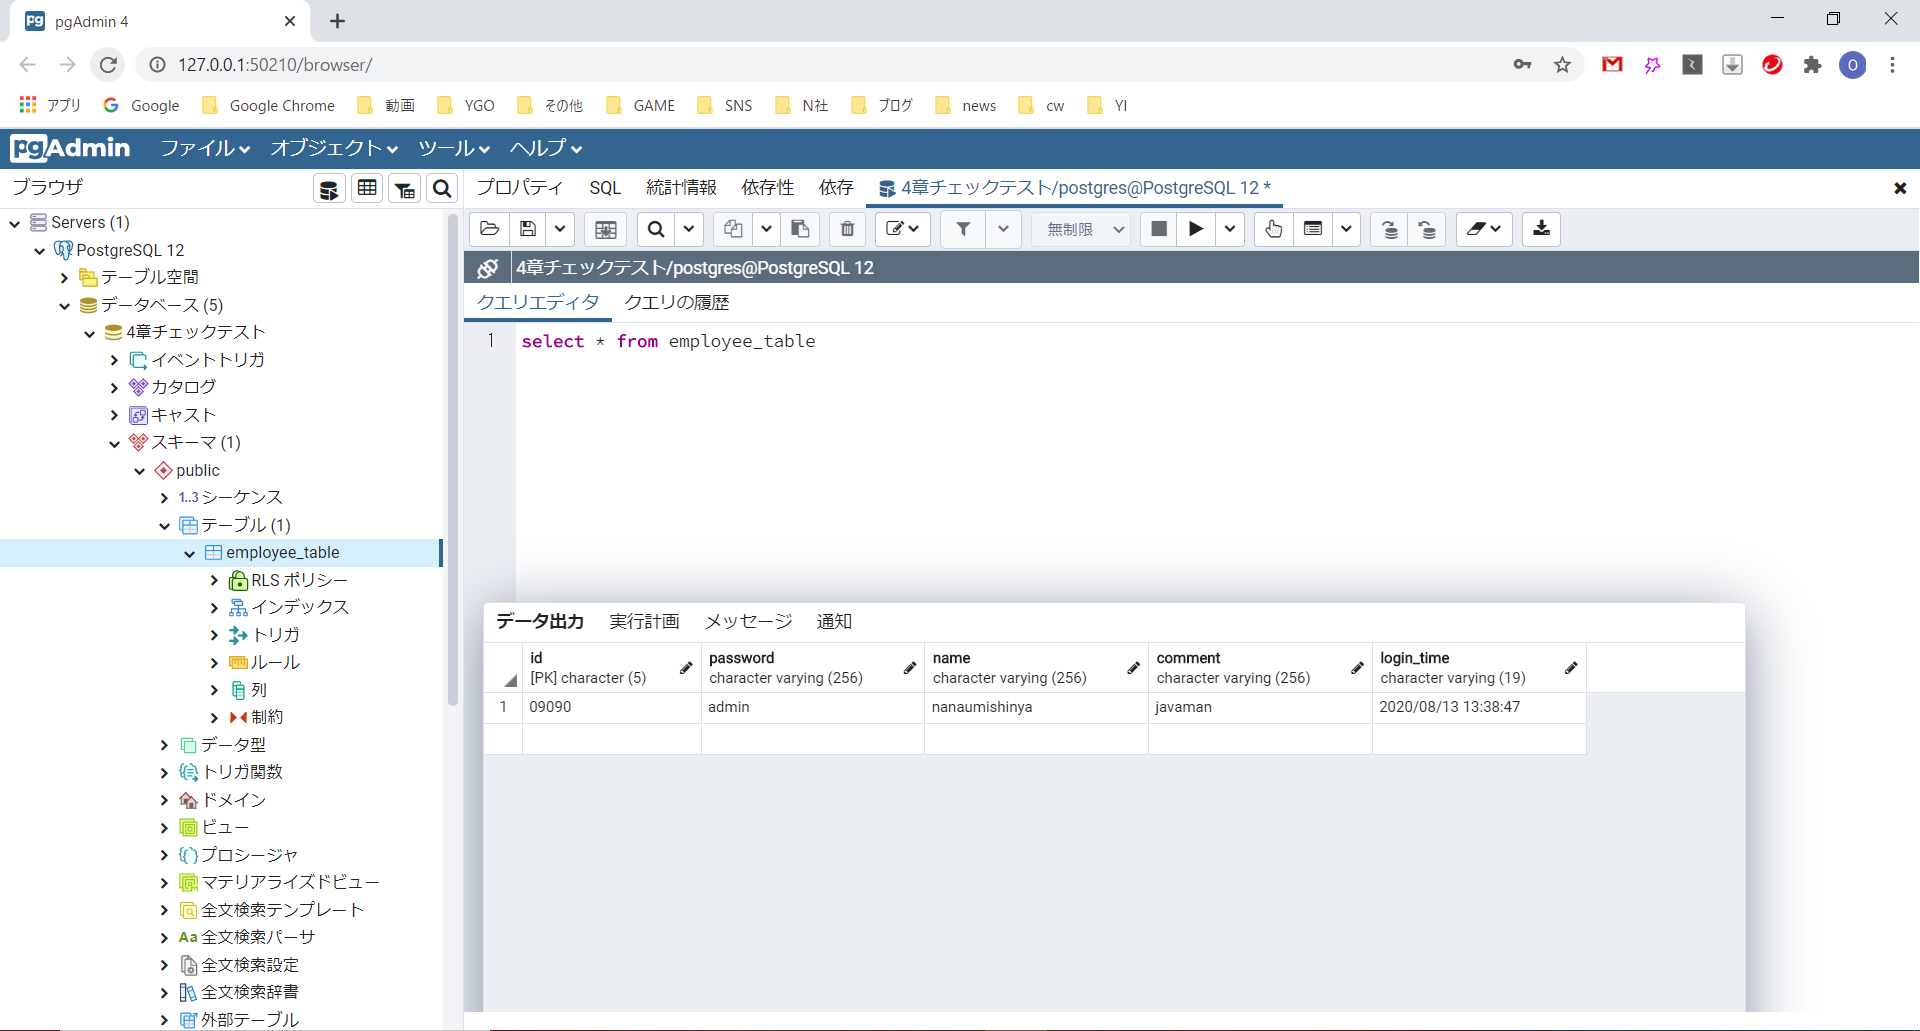 pgAdmin 4
127.0.0.1:50210/browser/
O
アプリ Google Google Chrome 動画 YGO その他 GAME SNS N社 ブログ news cw YI
pgAdmin ファイル オブジェクト ツール ヘルプ
ブラウザ
プロパティ SQL 統計情報 依存性 依存 4章チェックテスト/postgres@PostgreSQL 12 *
無制限
4章チェックテスト/postgres@PostgreSQL 12
クエリエディタ クエリの履歴
1 select * from employee_table
Servers (1)
PostgreSQL 12
テーブル空間
データベース (5)
4章チェックテスト
イベントトリガ
カタログ
キャスト
スキーマ (1)
public
1..3 シーケンス
テーブル (1)
employee_table
RLS ポリシー
インデックス
トリガ
ルール
列
制約
データ型
トリガ関数
ドメイン
ビュー
プロシージャ
マテリアライズドビュー
全文検索テンプレート
Aa 全文検索パーサ
全文検索設定
全文検索辞書
外部テーブル
データ出力 実行計画 メッセージ 通知
id password name comment login_time
[PK] character (5) character varying (256) character varying (256) character varying (256) character varying (19)
1 09090 admin nanaumishinya javaman 2020/08/13 13:38:47